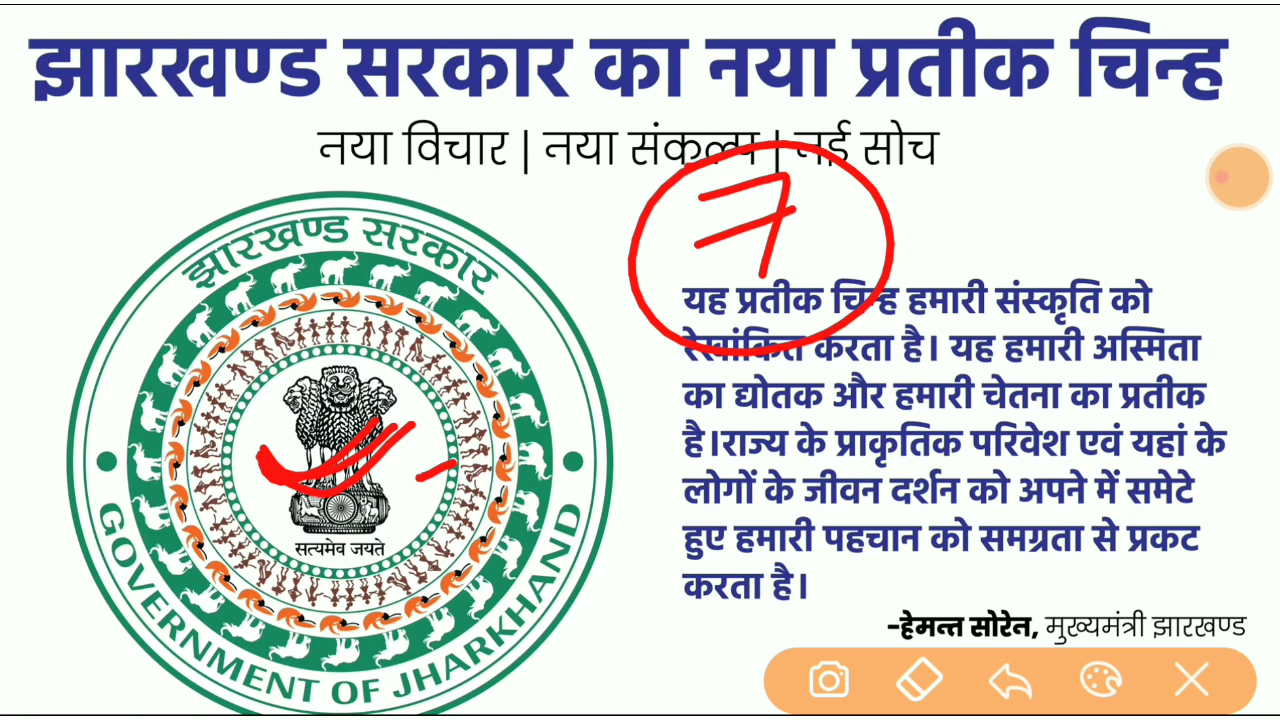 झारखण्ड सरकार का नया प्रतीक चिन्ह
नया विचार | नया संकल्प | नई सोच
झारखण्ड सरकार
सत्यमेव जयते
GOVERNMENT OF JHARKHAND
7
यह प्रतीक चिन्ह हमारी संस्कृति को
रेखांकित करता है। यह हमारी अस्मिता
का द्योतक और हमारी चेतना का प्रतीक
है।राज्य के प्राकृतिक परिवेश एवं यहां के
लोगों के जीवन दर्शन को अपने में समेटे
हुए हमारी पहचान को समग्रता से प्रकट
करता है।
-हेमन्त सोरेन, मुख्यमंत्री झारखण्ड